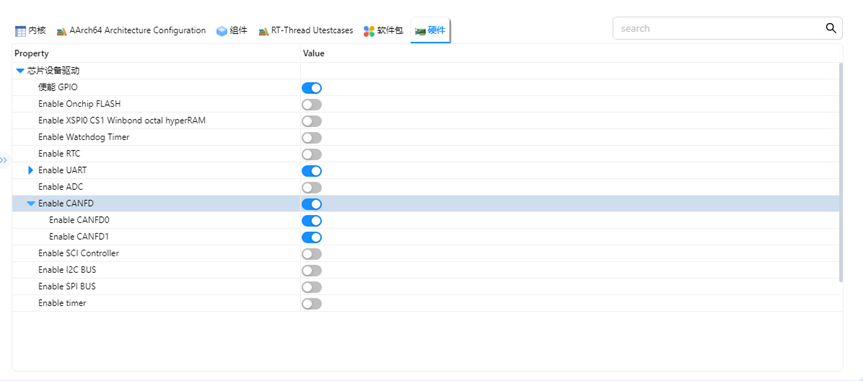 内核 AArch64 Architecture Configuration 组件 RT-Thread Utestcases 软件包 硬件 search
Property Value
芯片设备驱动
使能 GPIO
Enable Onchip FLASH
Enable XSPI0 CS1 Winbond octal hyperRAM
Enable Watchdog Timer
Enable RTC
Enable UART
Enable ADC
Enable CANFD
Enable CANFD0
Enable CANFD1
Enable SCI Controller
Enable I2C BUS
Enable SPI BUS
Enable timer